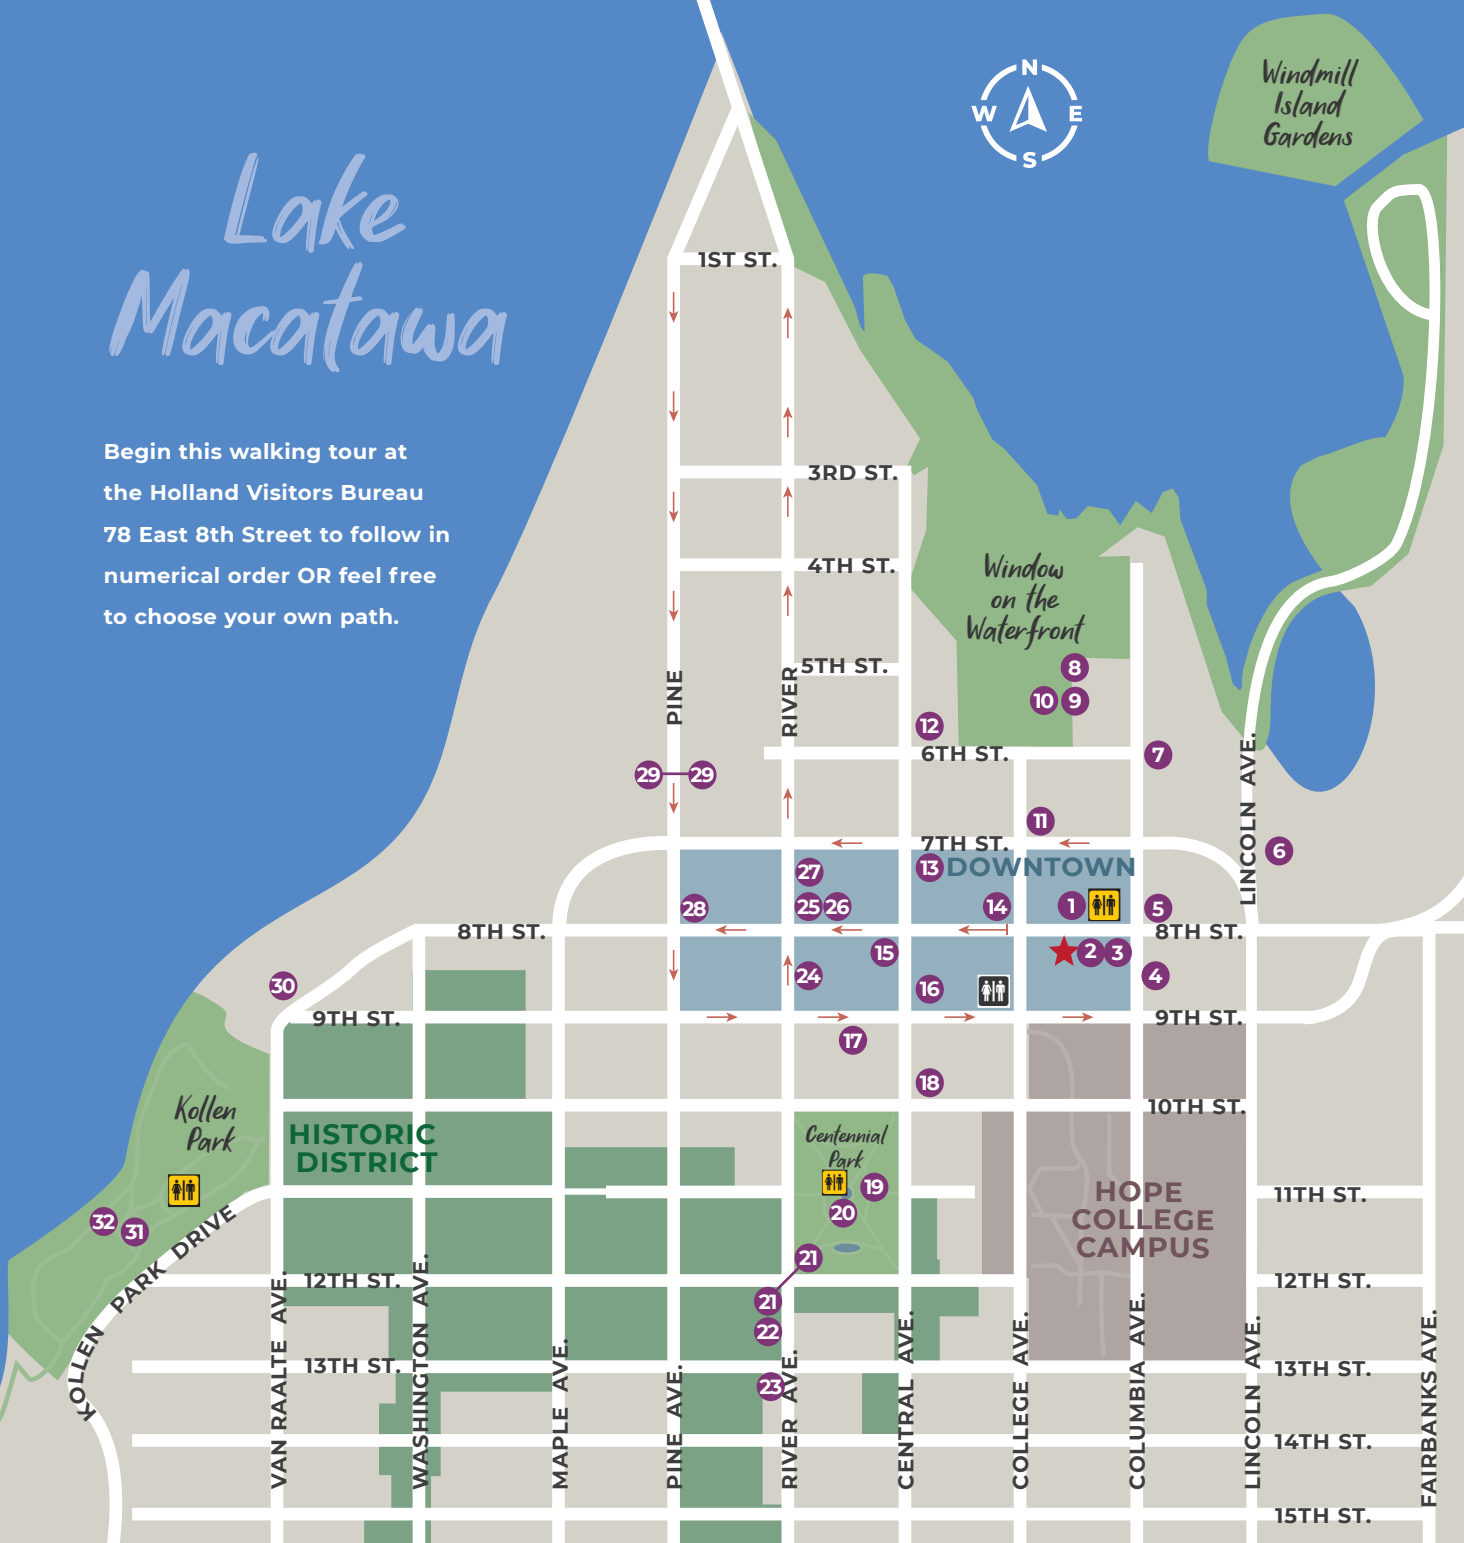 N
W E
S
Windmill
Island
Gardens
Lake
Macatawa
Begin this walking tour at
the Holland Visitors Bureau
78 East 8th Street to follow in
numerical order OR feel free
to choose your own path.
1ST ST.
3RD ST.
4TH ST.
Window
on the
Waterfront
5TH ST.
PINE
RIVER
8
10 9
12
6TH ST.
7
29 29
LINCOLN AVE.
11
7TH ST.
6
27
13
DOWNTOWN
28
25 26
14
1
5
8TH ST.
8TH ST.
15
2 3
24
4
30
16
9TH ST.
9TH ST.
17
18
Kollen
Park
10TH ST.
HISTORIC
DISTRICT
Centennial
Park
19
20
HOPE
COLLEGE
CAMPUS
11TH ST.
32 31
KOLLEN PARK DRIVE
21
12TH ST.
12TH ST.
21
22
13TH ST.
13TH ST.
23
14TH ST.
15TH ST.
VAN RAALTE AVE.
WASHINGTON AVE.
MAPLE AVE.
PINE AVE.
RIVER AVE.
CENTRAL AVE.
COLLEGE AVE.
COLUMBIA AVE.
LINCOLN AVE.
FAIRBANKS AVE.